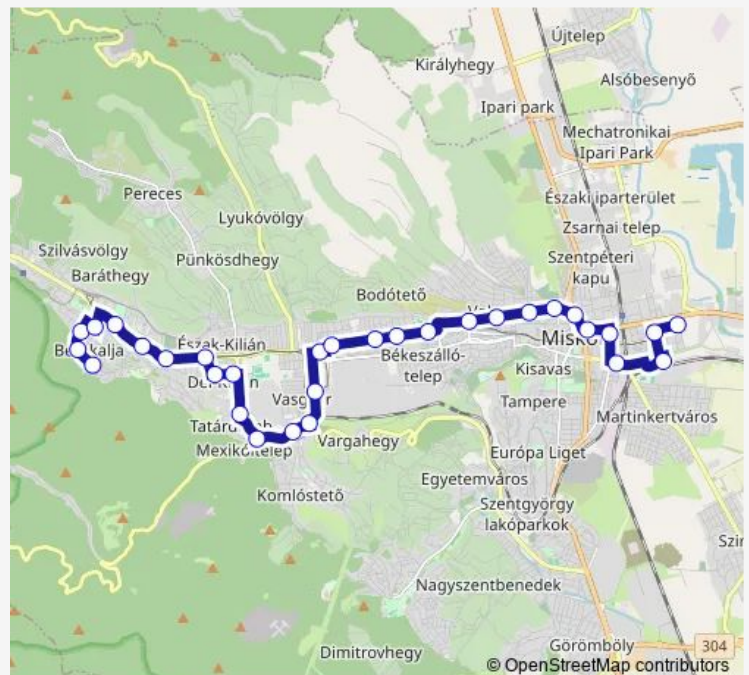 Újtelep
Királyhegy
Alsóbesenyő
Ipari park
Mechatronikai
Ipari Park
Pereces
Északi iparterület
Lyukóvölgy
Zsarnai telep
Szilvásvölgy
Pünkösdhegy
Szentpéteri
kapu
Baráthegy
Bodótető
Észak-Kilián
Békeszálló-
telep
Kisavas
Tampere
Martinkertváros
Vargahegy
Mexikótelep
Európa Liget
Egyetemváros
Komlóstető
Szentgyörgy
lakóparkok
Nagyszentbenedek
Görömböly
304
Dimitrovhegy
© OpenStreetMap contributors